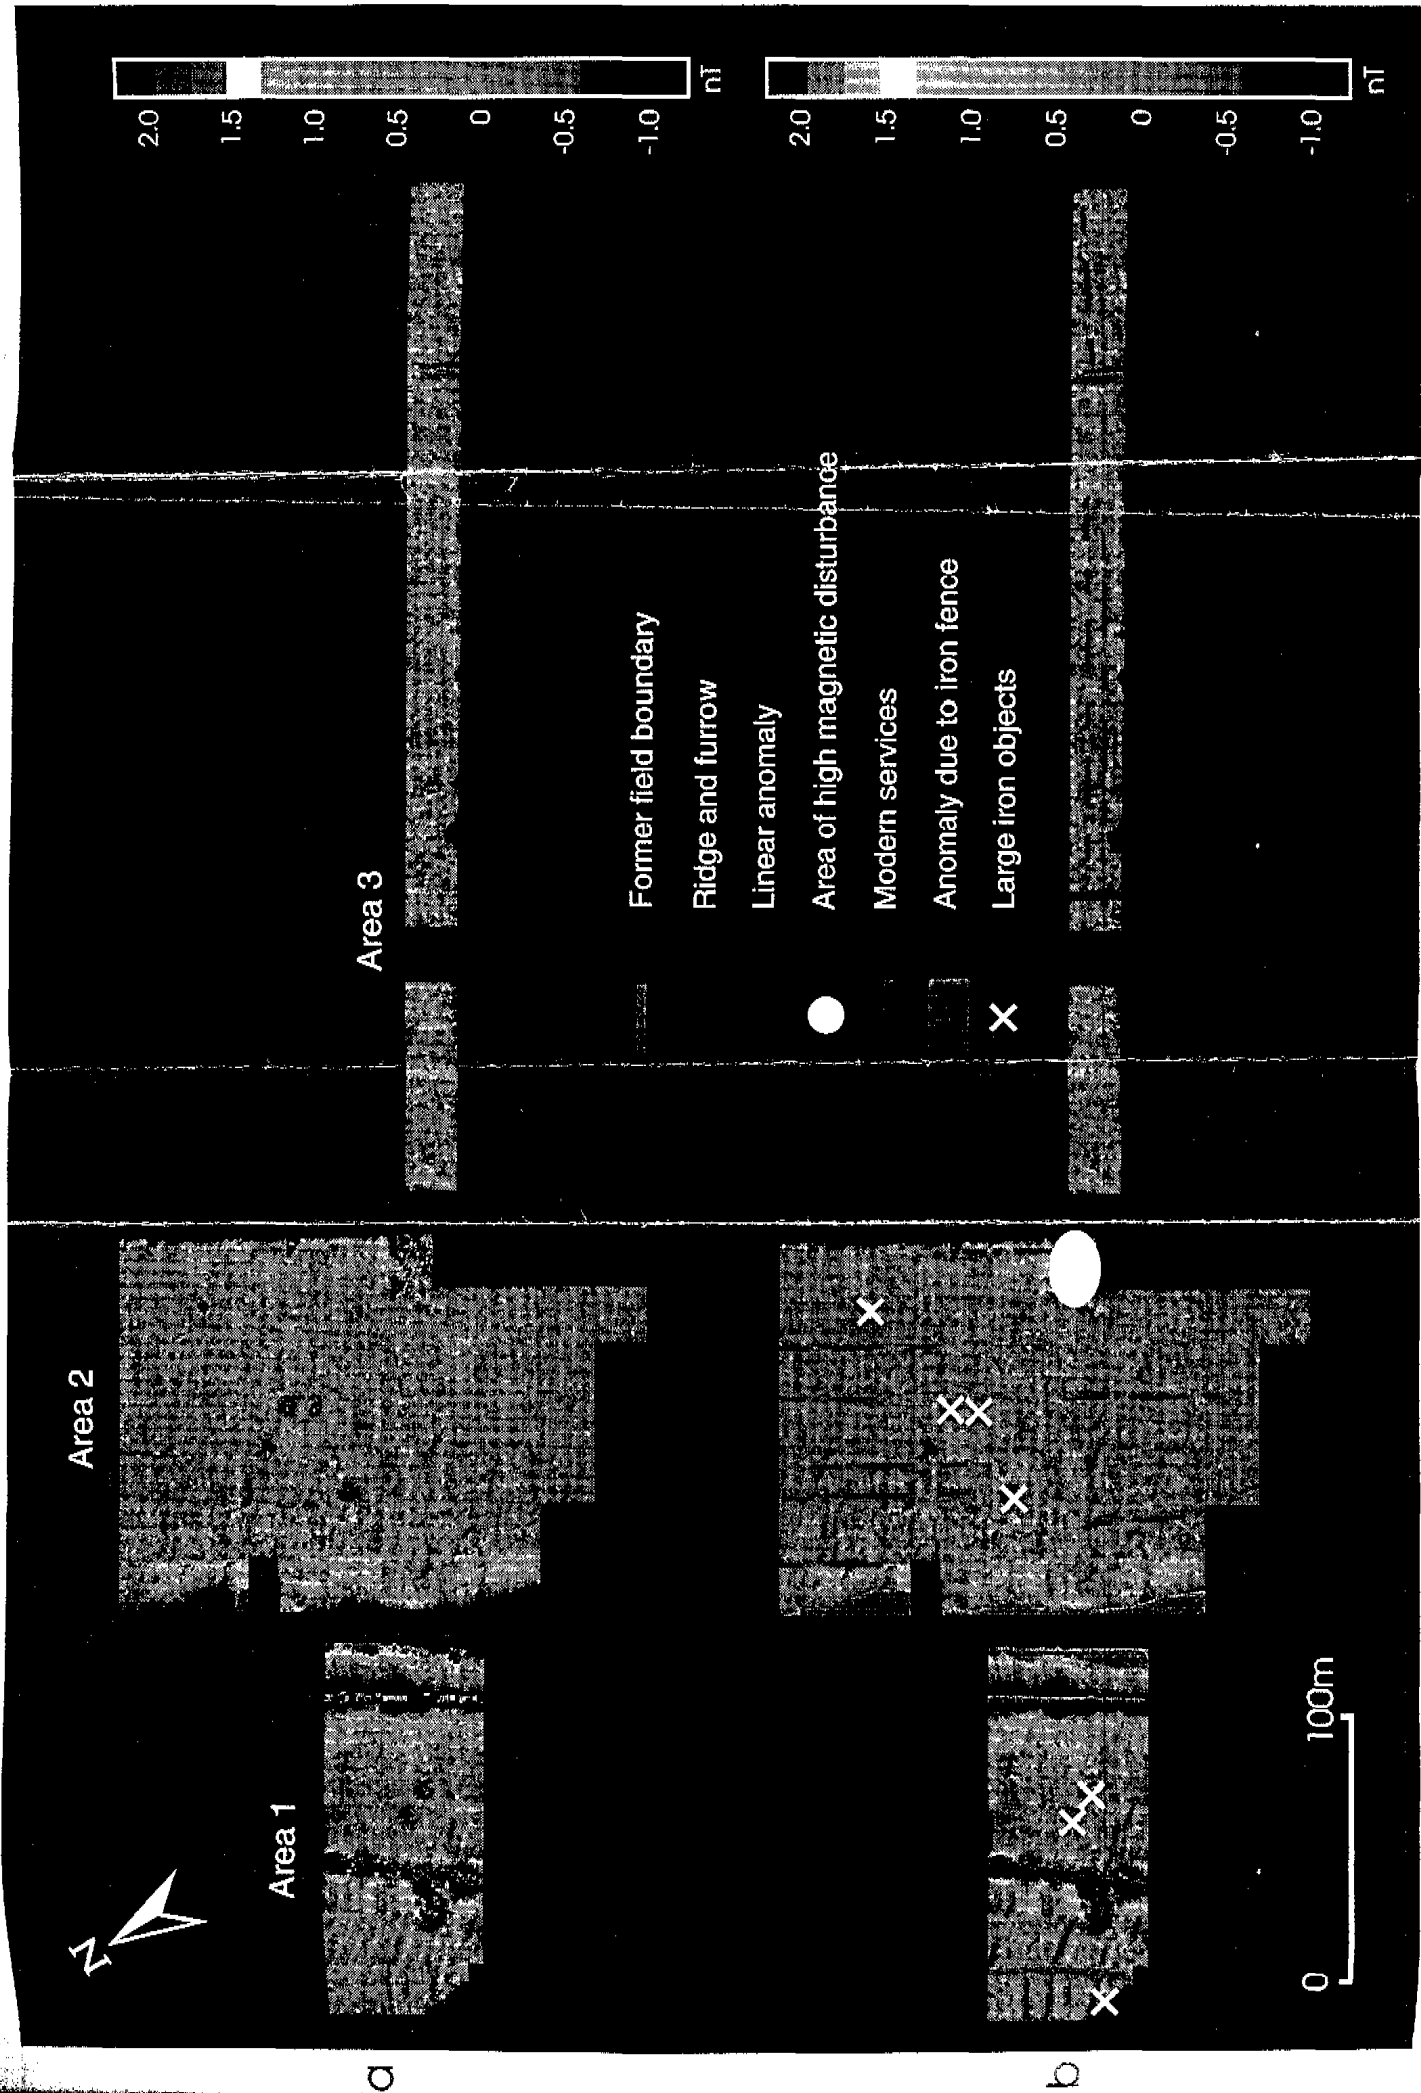 a
N
Area 1
Area 2
Area 3
2.0
1.5
1.0
0.5
0
-0.5
-1.0
nT
b
Former field boundary
Ridge and furrow
Linear anomaly
Area of high magnetic disturbance
Modern services
Anomaly due to iron fence
Large iron objects
0
100m
2.0
1.5
1.0
0.5
0
-0.5
-1.0
nT